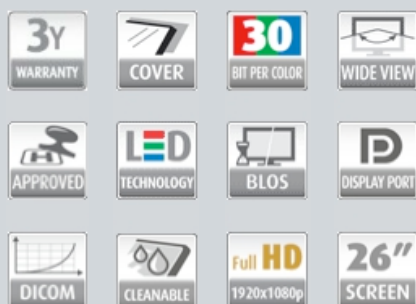 3Y
WARRANTY
COVER
30
BIT PER COLOR
WIDE VIEW
APPROVED
LED
TECHNOLOGY
BLOS
D
DISPLAY PORT
DICOM
CLEANABLE
Full HD
1920x1080p
26"
SCREEN